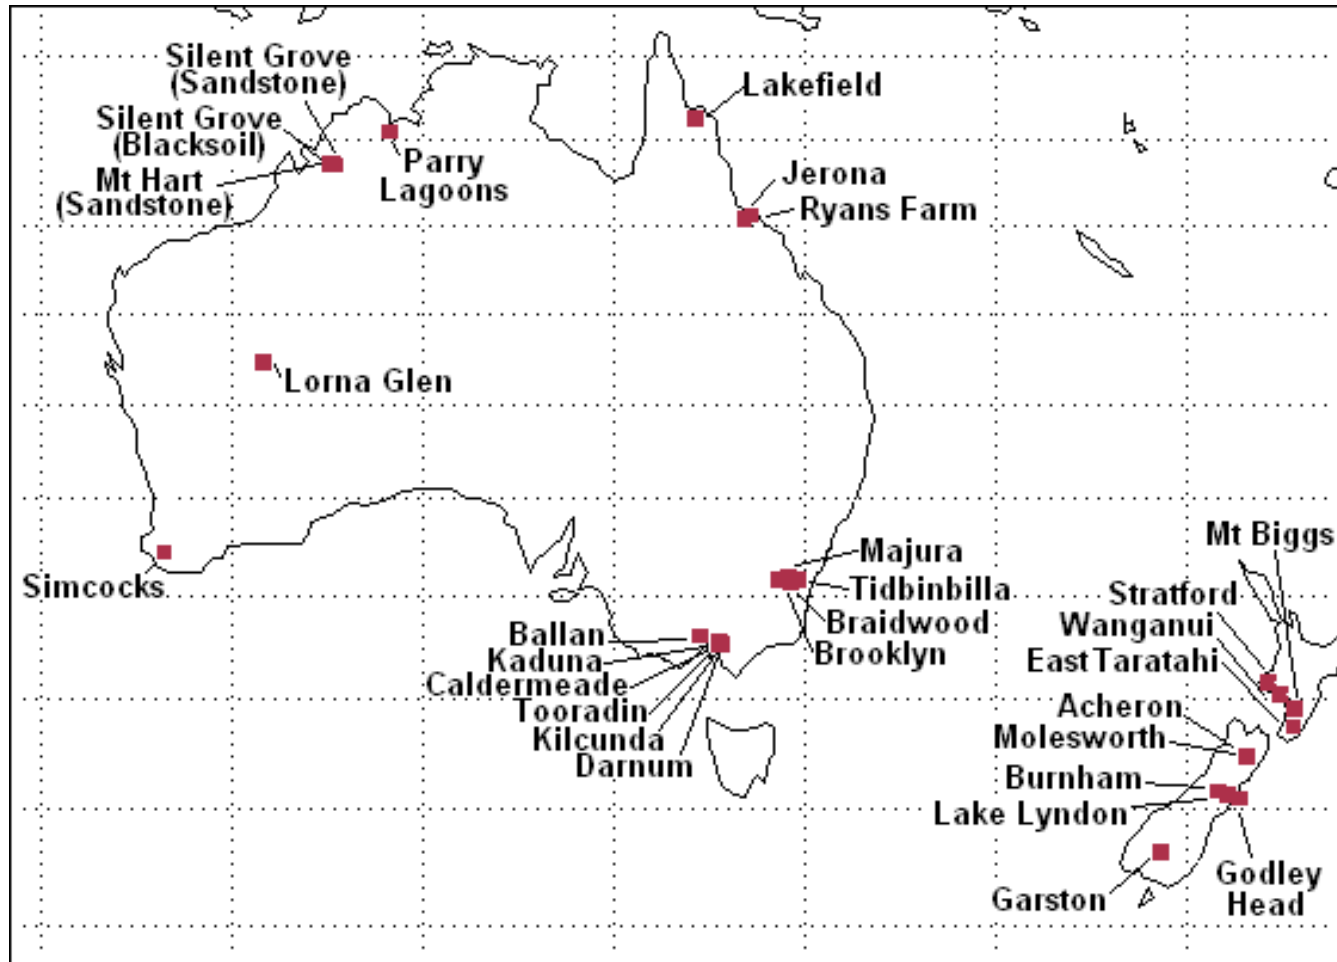 Silent Grove
(Sandstone)
Silent Grove
(Blacksoil)
Mt Hart
(Sandstone)
Parry
Lagoons
Lakefield
Jerona
Ryans Farm
Lorna Glen
Simcocks
Majura
Tidbinbilla
Braidwood
Brooklyn
Ballan
Kaduna
Caldermeade
Tooradin
Kilcunda
Darnum
Mt Biggs
Stratford
Wanganui
East Taratahi
Acheron
Molesworth
Burnham
Lake Lyndon
Garston
Godley
Head